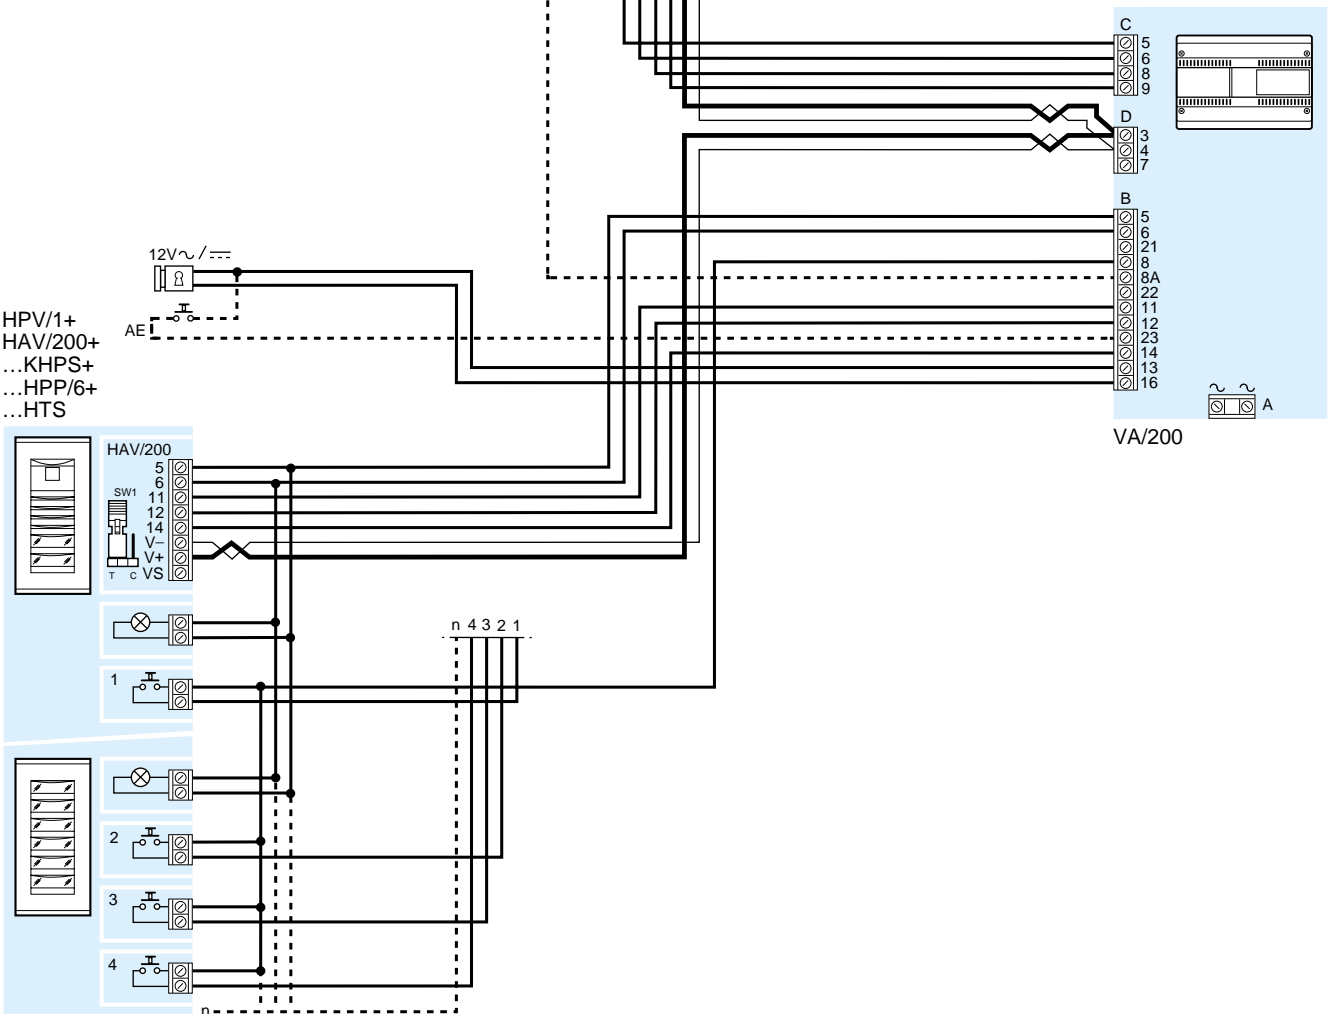 C
5
6
8
9
D
3
4
7
B
5
6
21
8
8A
22
11
12
23
14
13
16
A
VA/200
12V
AE
HPV/1+
HAV/200+
…KHPS+
…HPP/6+
…HTS
HAV/200
5
6
11
12
14
V–
V+
VS
SW1
T C
n 4 3 2 1
1
2
3
4
n